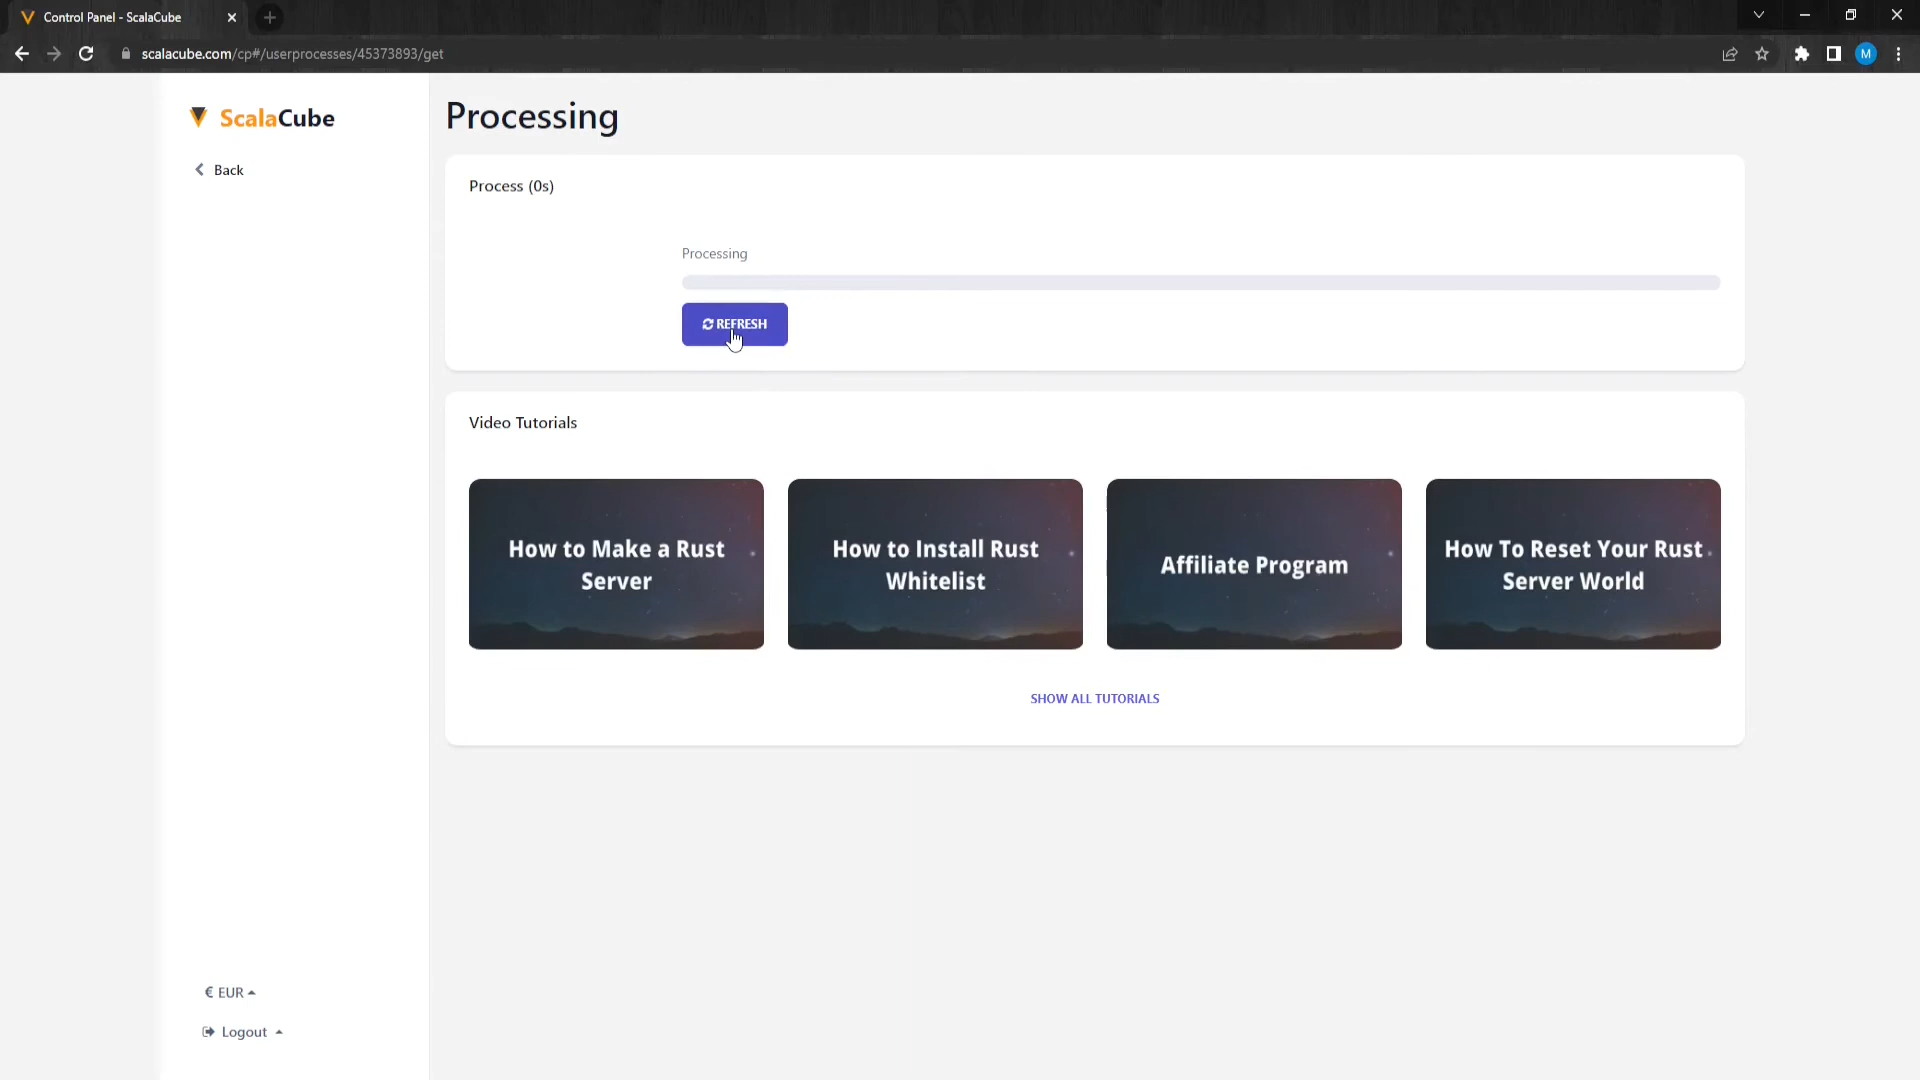 Control Panel - ScalaCube
scalacube.com/cp#/userprocesses/45373893/get
M
ScalaCube
Back
Processing
Process (0s)
Processing
REFRESH
Video Tutorials
How to Make a Rust
Server
How to Install Rust
Whitelist
Affiliate Program
How To Reset Your Rust
Server World
SHOW ALL TUTORIALS
€ EUR
Logout